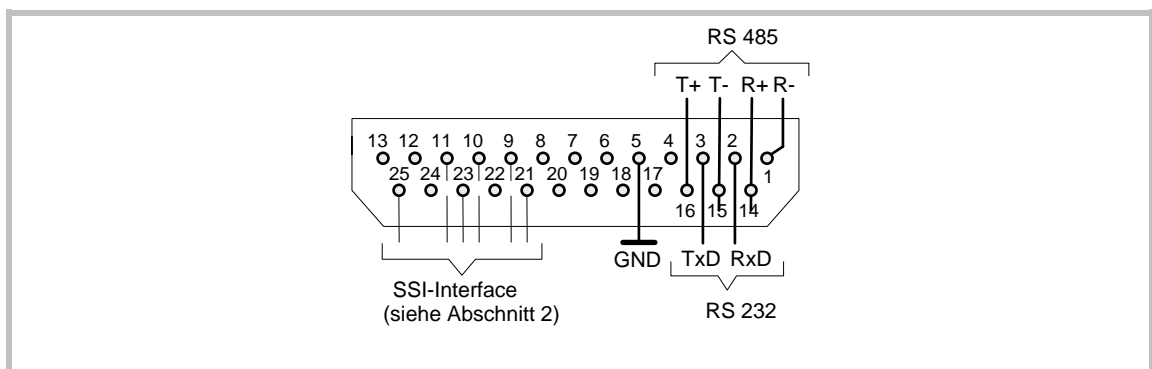 RS 485
T+ T- R+ R-
13 12 11 10 9 8 7 6 5 4 3 2
1
25 24 23 22 21 20 19 18 17
16 15 14
GND TxD RxD
SSI-Interface
(siehe Abschnitt 2)
RS 232